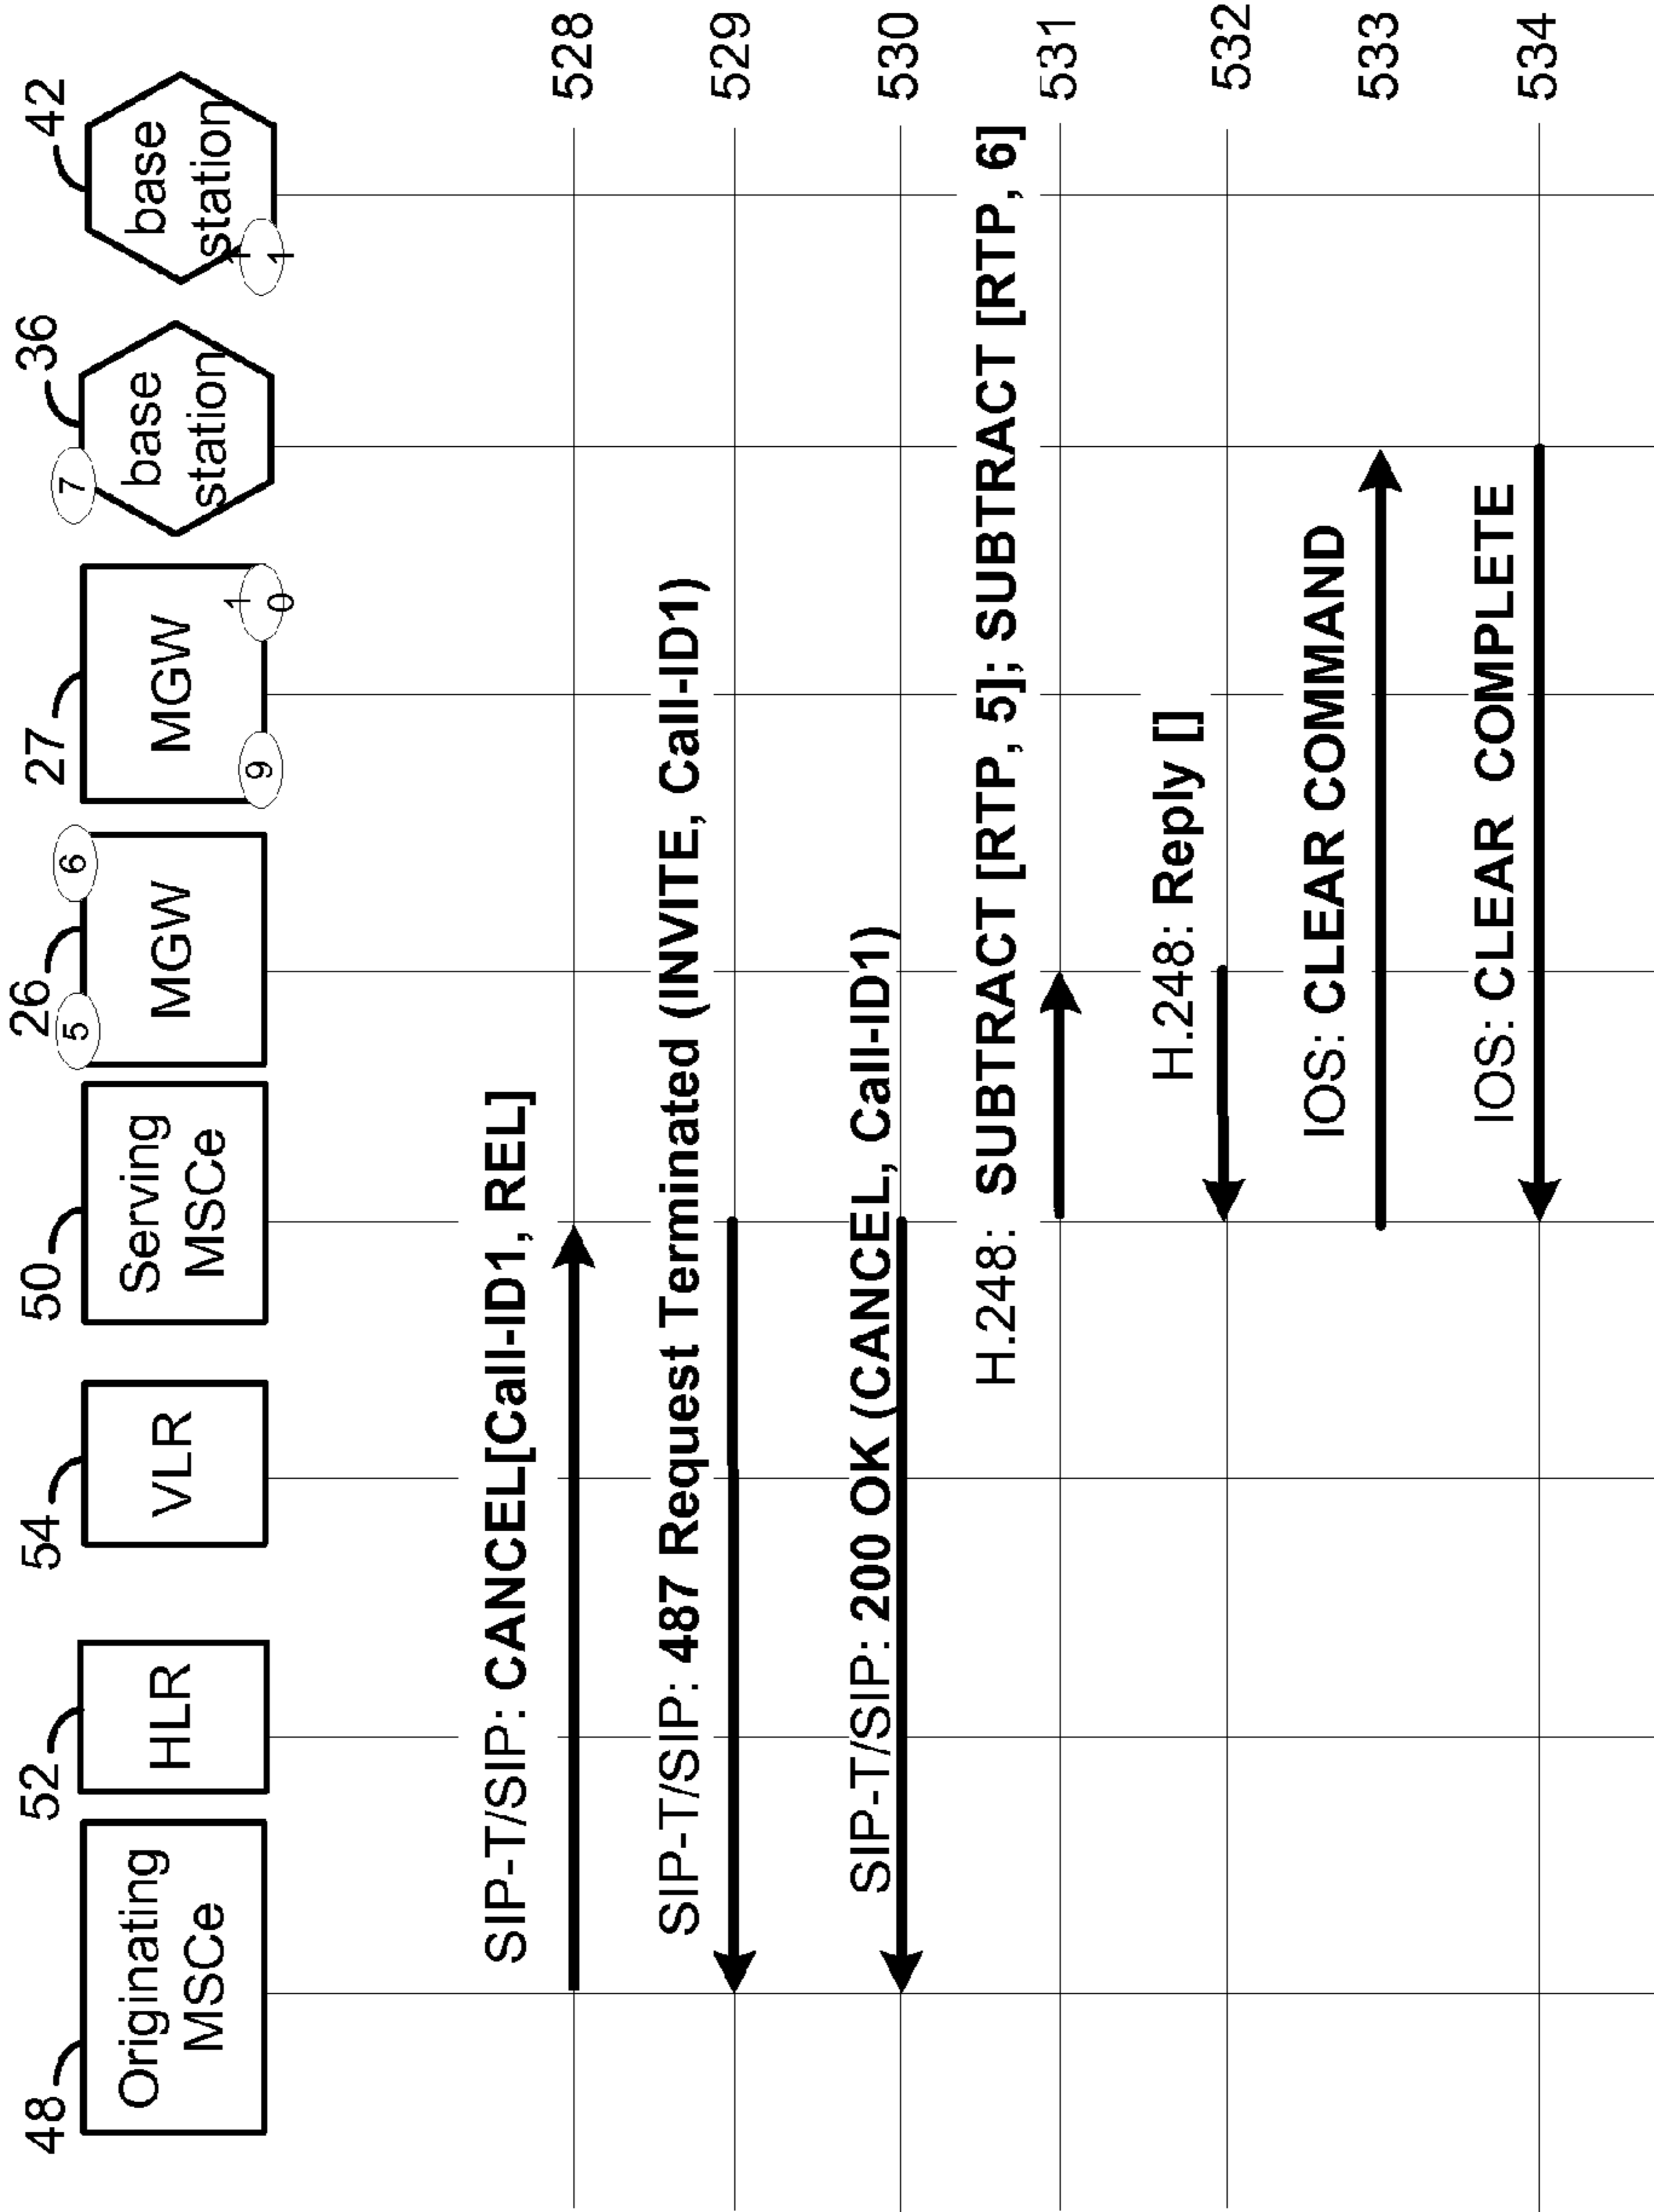 48
52
54
50
26
27
36
42
Originating
MSCe
HLR
VLR
Serving
MSCe
5
6
MGW
MGW
9
1
0
7
base
station
base
station
1
1
SIP-T/SIP: CANCEL[Call-ID1, REL]
528
SIP-T/SIP: 487 Request Terminated (INVITE, Call-ID1)
529
SIP-T/SIP: 200 OK (CANCEL, Call-ID1)
530
H.248: SUBTRACT [RTP, 5]; SUBTRACT [RTP, 6]
531
H.248: Reply []
532
IOS: CLEAR COMMAND
533
IOS: CLEAR COMPLETE
534